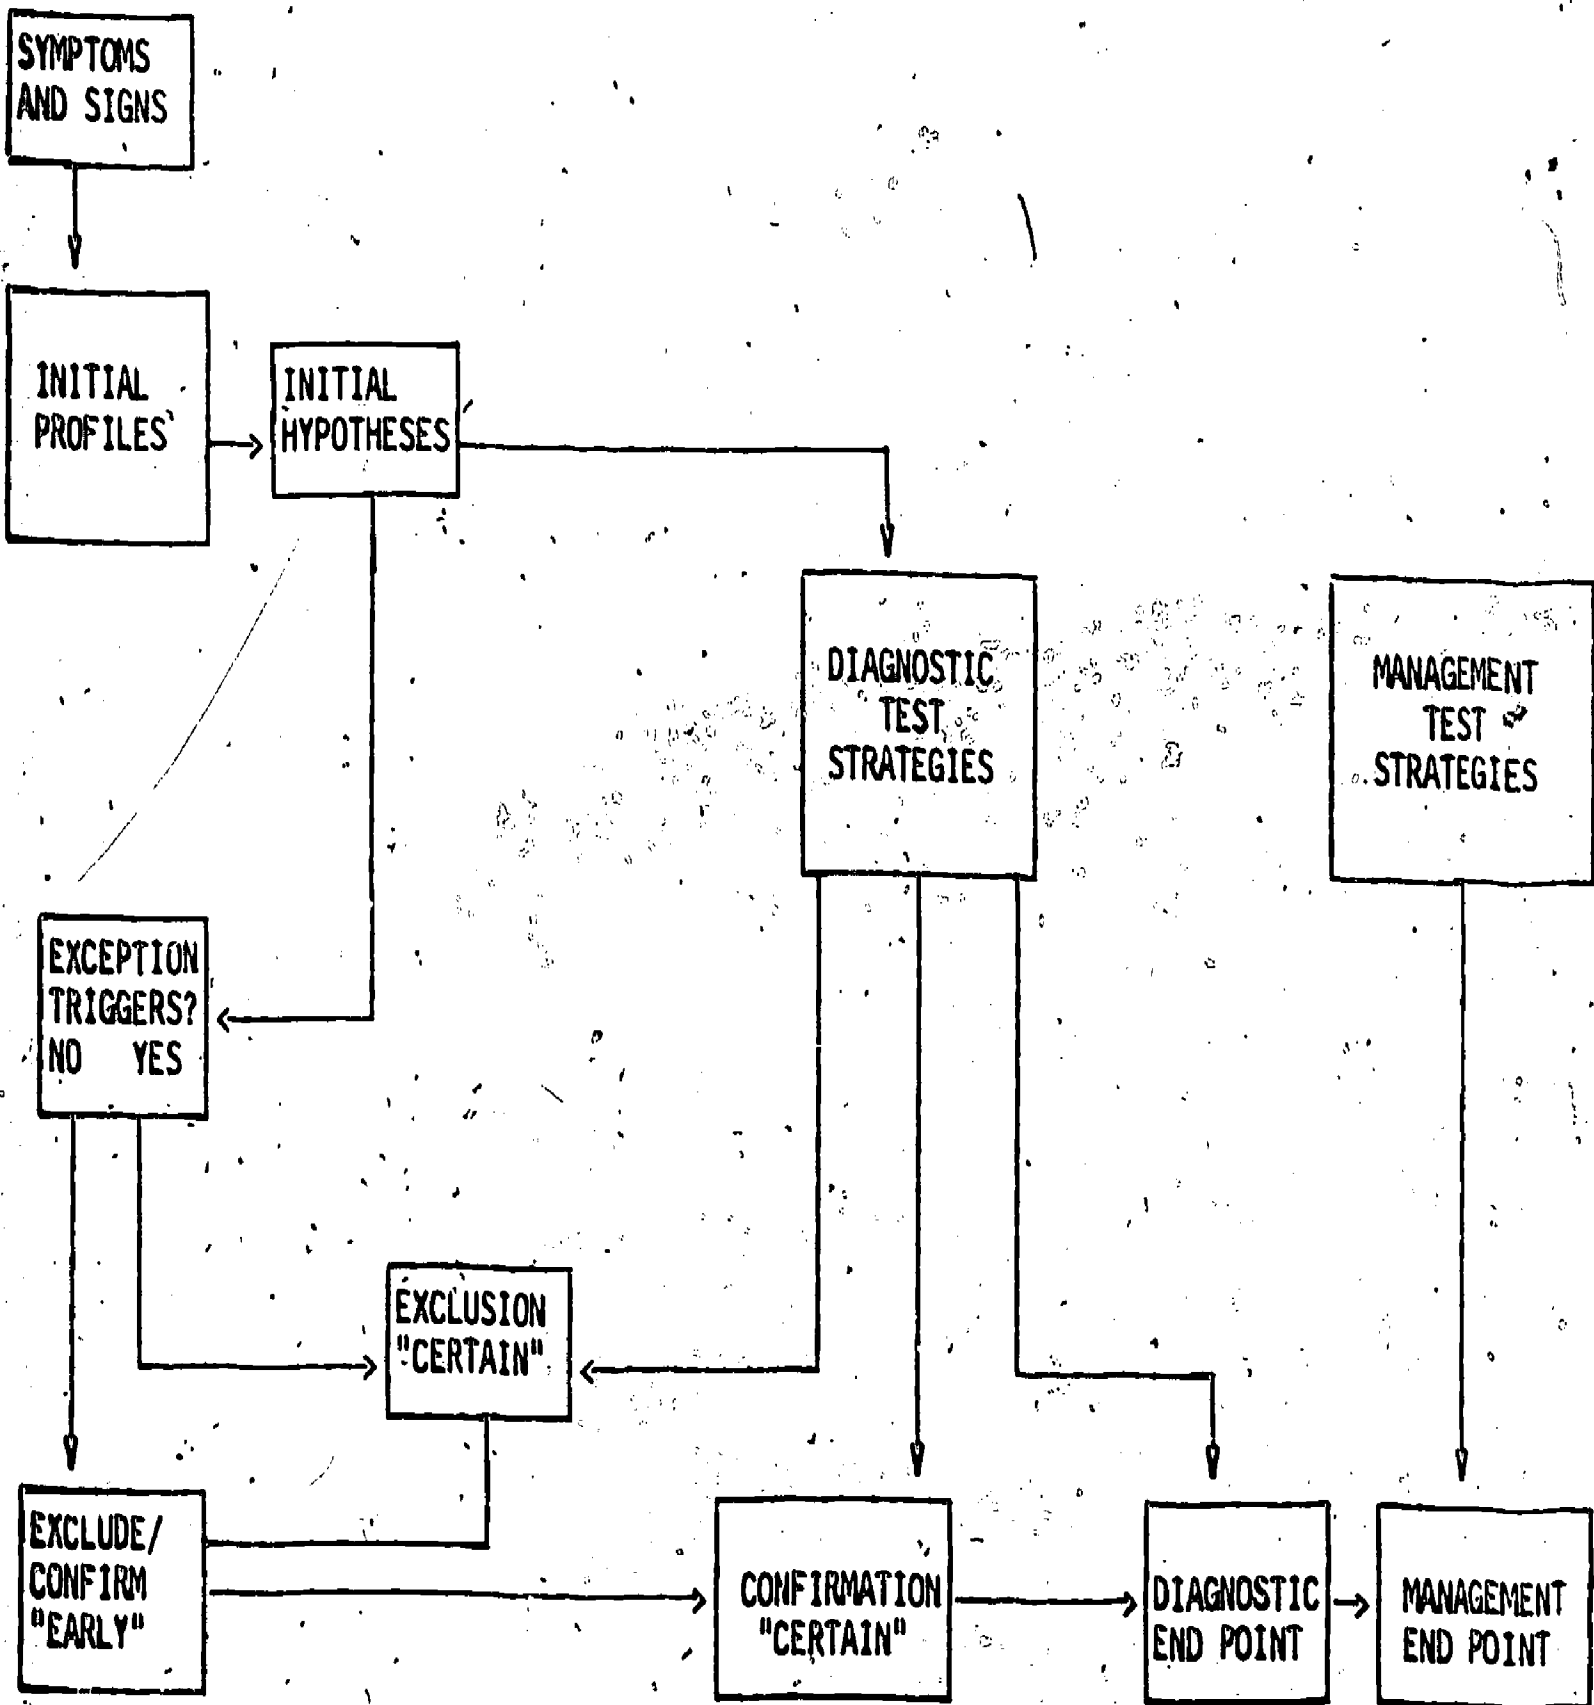 SYMPTOMS
AND SIGNS
INITIAL
PROFILES
INITIAL
HYPOTHESES
DIAGNOSTIC
TEST
STRATEGIES
MANAGEMENT
TEST
STRATEGIES
EXCEPTION
TRIGGERS?
NO YES
EXCLUSION
"CERTAIN"
EXCLUDE/
CONFIRM
"EARLY"
CONFIRMATION
"CERTAIN"
DIAGNOSTIC
END POINT
MANAGEMENT
END POINT